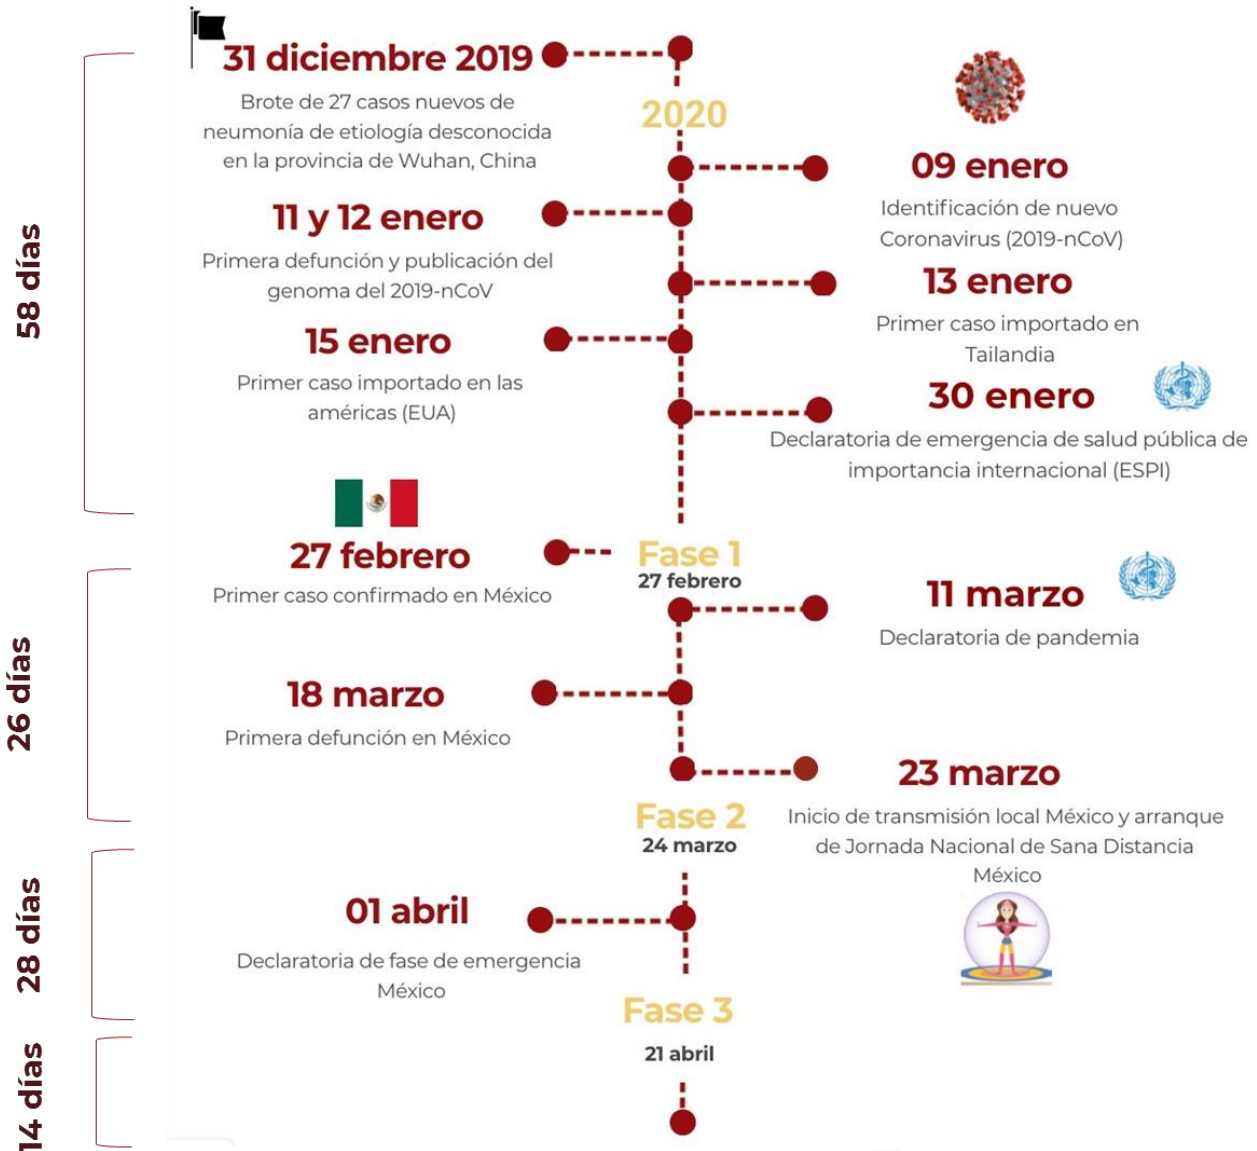 31 diciembre 2019
Brote de 27 casos nuevos de
neumonía de etiología desconocida
en la provincia de Wuhan, China
2020
09 enero
Identificación de nuevo
Coronavirus (2019-nCoV)
11 y 12 enero
Primera defunción y publicación del
genoma del 2019-nCoV
13 enero
Primer caso importado en
Tailandia
15 enero
Primer caso importado en las
américas (EUA)
30 enero
Declaratoria de emergencia de salud pública de
importancia internacional (ESPI)
58 días
27 febrero
Primer caso confirmado en México
Fase 1
27 febrero
11 marzo
Declaratoria de pandemia
18 marzo
Primera defunción en México
23 marzo
Inicio de transmisión local México y arranque
de Jornada Nacional de Sana Distancia
México
26 días
Fase 2
24 marzo
01 abril
Declaratoria de fase de emergencia
México
28 días
Fase 3
21 abril
14 días